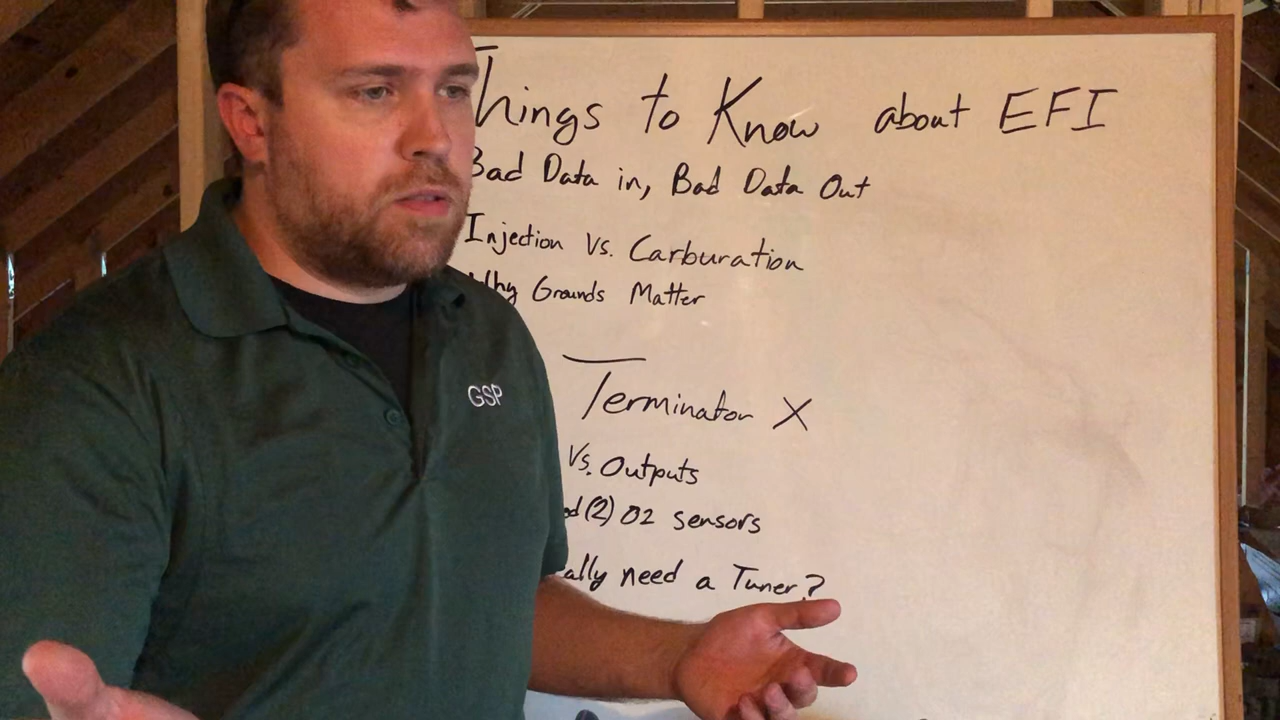 Things to Know about EFI
Bad Data in, Bad Data Out
Injection Vs. Carburation
Why Grounds Matter
GSP
Terminator X
Vs. Outputs
(2) O2 sensors
need a Tuner?